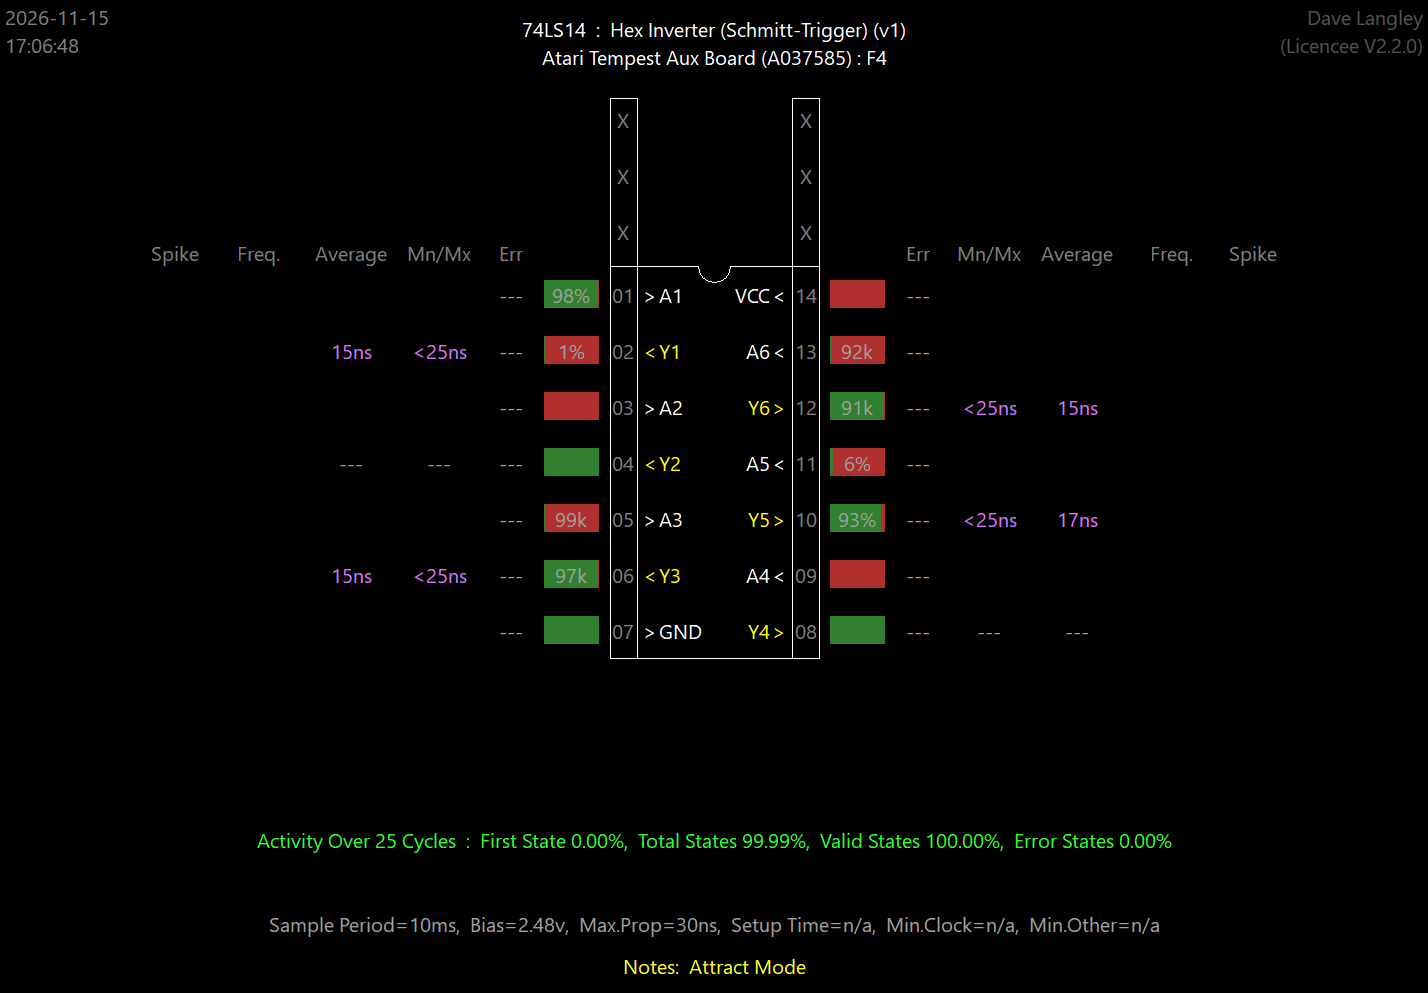 2026-11-15
17:06:48
74LS14 : Hex Inverter (Schmitt-Trigger) (v1)
Atari Tempest Aux Board (A037585) : F4
Dave Langley
(Licencee V2.2.0)
X X
X X
X X
Spike Freq. Average Mn/Mx Err Err Mn/Mx Average Freq. Spike
--- 98% 01 > A1 VCC < 14 ---
15ns <25ns --- 1% 02 < Y1 A6 < 13 92k ---
--- 03 > A2 Y6 > 12 91k --- <25ns 15ns
--- --- --- 04 < Y2 A5 < 11 6% ---
--- 99k 05 > A3 Y5 > 10 93% --- <25ns 17ns
15ns <25ns --- 97k 06 < Y3 A4 < 09 ---
--- 07 > GND Y4 > 08 --- --- ---
Activity Over 25 Cycles : First State 0.00%, Total States 99.99%, Valid States 100.00%, Error States 0.00%
Sample Period=10ms, Bias=2.48v, Max.Prop=30ns, Setup Time=n/a, Min.Clock=n/a, Min.Other=n/a
Notes: Attract Mode